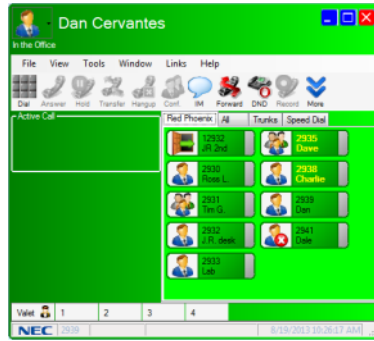 Dan Cervantes
In the Office
File View Tools Window Links Help
Dial Answer Hold Transfer Hangup Conf. IM Forward DND Record More
Active Call
Red Phoenix All Trunks Speed Dial
12932
JR 2nd
2935
Dave
2930
Ross L.
2938
Charlie
2931
Tim G.
2939
Dan
2932
J.R. desk
2941
Dale
2933
Lab
Valet 1 2 3 4
NEC 2939 8/19/2013 10:26:17 AM